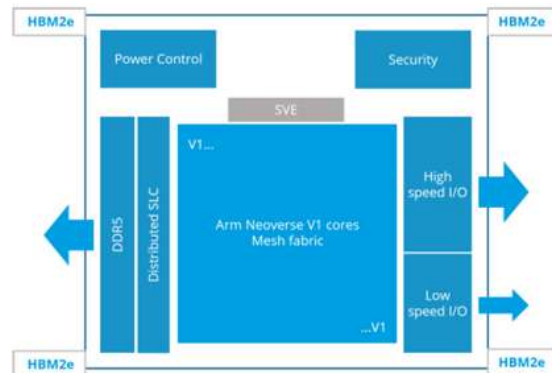 HBM2e
HBM2e
Power Control
Security
SVE
V1...
DDR5
Distributed SLC
Arm Neoverse V1 cores
Mesh fabric
High
speed I/O
Low
speed I/O
...V1
HBM2e
HBM2e